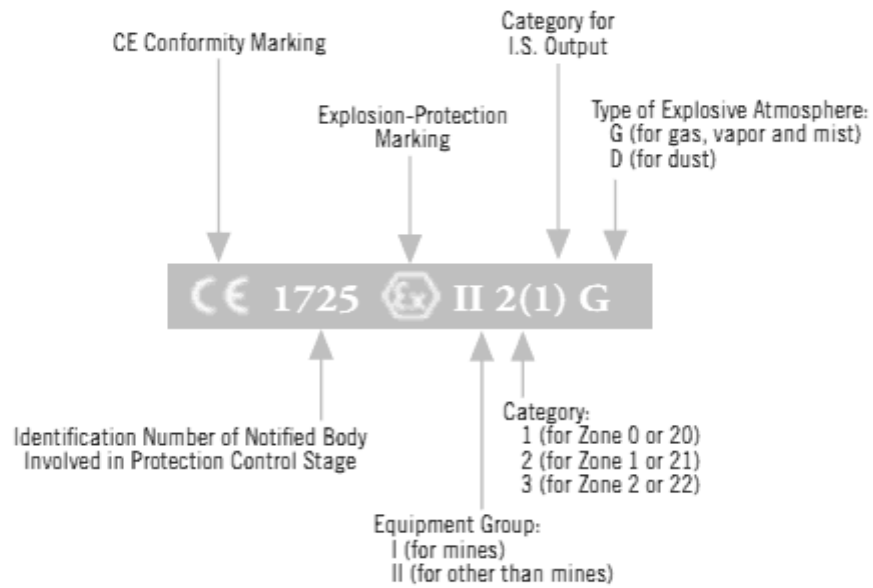 Category for
I.S. Output
CE Conformity Marking
Explosion-Protection
Marking
Type of Explosive Atmosphere:
G (for gas, vapor and mist)
D (for dust)
CE 1725 Ex II 2(1) G
Identification Number of Notified Body
Involved in Protection Control Stage
Category:
1 (for Zone 0 or 20)
2 (for Zone 1 or 21)
3 (for Zone 2 or 22)
Equipment Group:
I (for mines)
II (for other than mines)